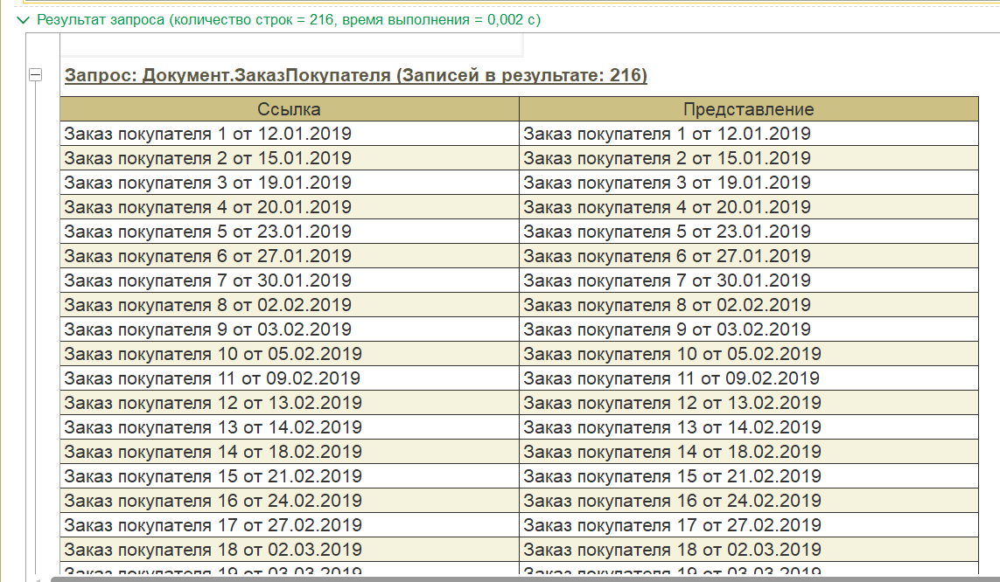 Результат запроса (количество строк = 216, время выполнения = 0,002 с)
Запрос: Документ.ЗаказПокупателя (Записей в результате: 216)
Ссылка Представление
Заказ покупателя 1 от 12.01.2019 Заказ покупателя 1 от 12.01.2019
Заказ покупателя 2 от 15.01.2019 Заказ покупателя 2 от 15.01.2019
Заказ покупателя 3 от 19.01.2019 Заказ покупателя 3 от 19.01.2019
Заказ покупателя 4 от 20.01.2019 Заказ покупателя 4 от 20.01.2019
Заказ покупателя 5 от 23.01.2019 Заказ покупателя 5 от 23.01.2019
Заказ покупателя 6 от 27.01.2019 Заказ покупателя 6 от 27.01.2019
Заказ покупателя 7 от 30.01.2019 Заказ покупателя 7 от 30.01.2019
Заказ покупателя 8 от 02.02.2019 Заказ покупателя 8 от 02.02.2019
Заказ покупателя 9 от 03.02.2019 Заказ покупателя 9 от 03.02.2019
Заказ покупателя 10 от 05.02.2019 Заказ покупателя 10 от 05.02.2019
Заказ покупателя 11 от 09.02.2019 Заказ покупателя 11 от 09.02.2019
Заказ покупателя 12 от 13.02.2019 Заказ покупателя 12 от 13.02.2019
Заказ покупателя 13 от 14.02.2019 Заказ покупателя 13 от 14.02.2019
Заказ покупателя 14 от 18.02.2019 Заказ покупателя 14 от 18.02.2019
Заказ покупателя 15 от 21.02.2019 Заказ покупателя 15 от 21.02.2019
Заказ покупателя 16 от 24.02.2019 Заказ покупателя 16 от 24.02.2019
Заказ покупателя 17 от 27.02.2019 Заказ покупателя 17 от 27.02.2019
Заказ покупателя 18 от 02.03.2019 Заказ покупателя 18 от 02.03.2019
Заказ покупателя 19 от 03.03.2019 Заказ покупателя 19 от 03.03.2019